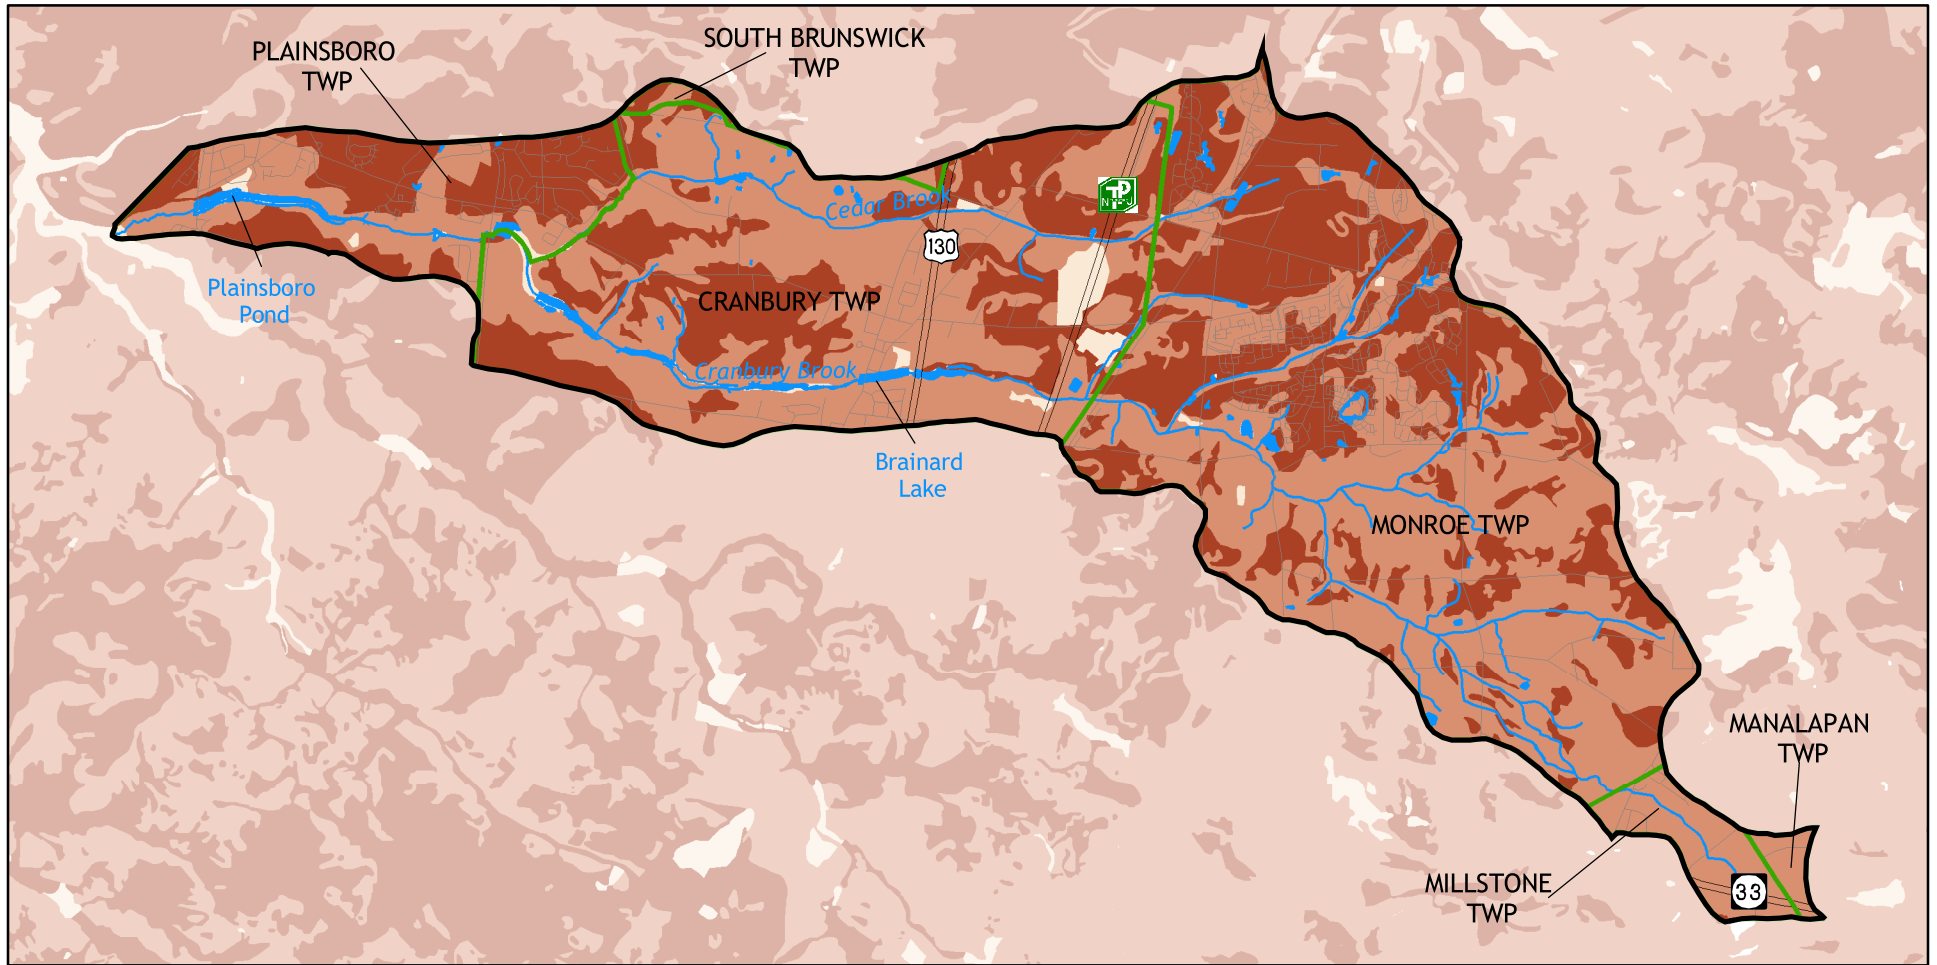 SOUTH BRUNSWICK
TWP
PLAINSBORO
TWP
Cedar Brook
130
Plainsboro
Pond
CRANBURY TWP
Cranbury Brook
Brainard
Lake
MONROE TWP
MANALAPAN
TWP
MILLSTONE
TWP
33